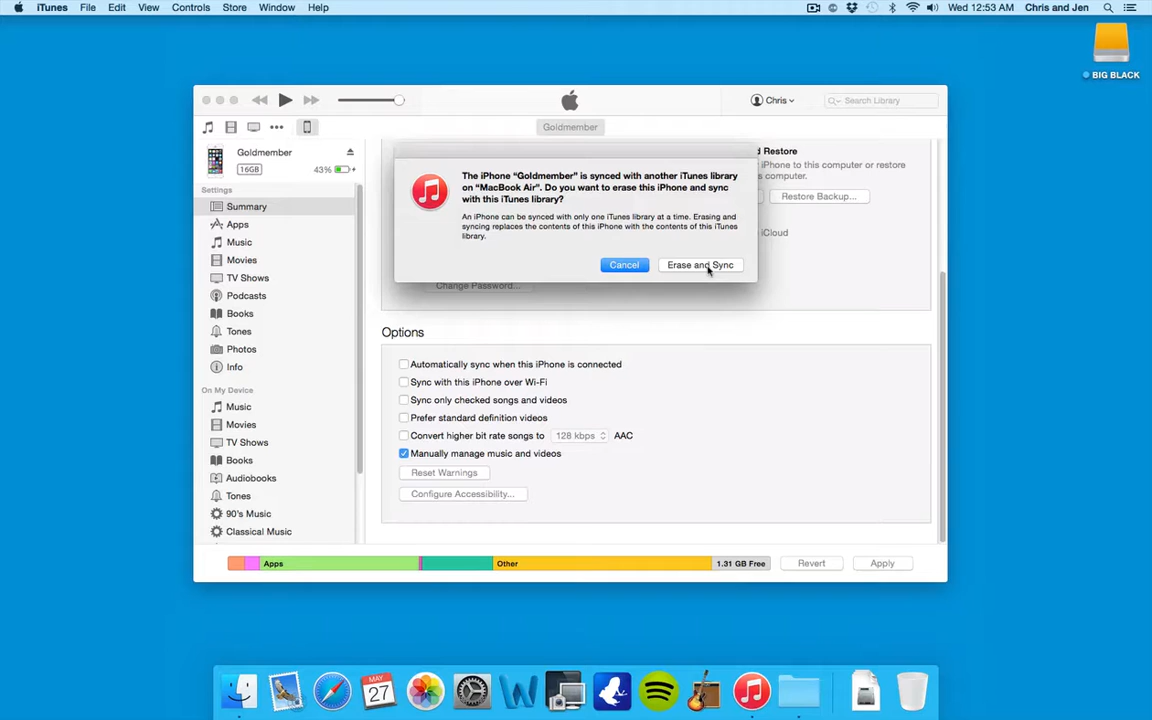 iTunes File Edit View Controls Store Window Help Wed 12:53 AM Chris and Jen
BIG BLACK
Chris Search Library
Goldmember
Goldmember
16GB 43%
Settings
Summary
Apps
Music
Movies
TV Shows
Podcasts
Books
Tones
Photos
Info
On My Device
Music
Movies
TV Shows
Books
Audiobooks
Tones
90's Music
Classical Music
d Restore
iPhone to your computer or restore
this computer.
Restore Backup...
iCloud
The iPhone “Goldmember” is synced with another iTunes library
on “MacBook Air”. Do you want to erase this iPhone and sync
with this iTunes library?
An iPhone can be synced with only one iTunes library at a time. Erasing and
syncing replaces the contents of this iPhone with the contents of this iTunes
library.
Cancel Erase and Sync
Change Password...
Options
Automatically sync when this iPhone is connected
Sync with this iPhone over Wi-Fi
Sync only checked songs and videos
Prefer standard definition videos
Convert higher bit rate songs to 128 kbps AAC
Manually manage music and videos
Reset Warnings
Configure Accessibility...
Apps Other 1.31 GB Free Revert Apply
MAY
27